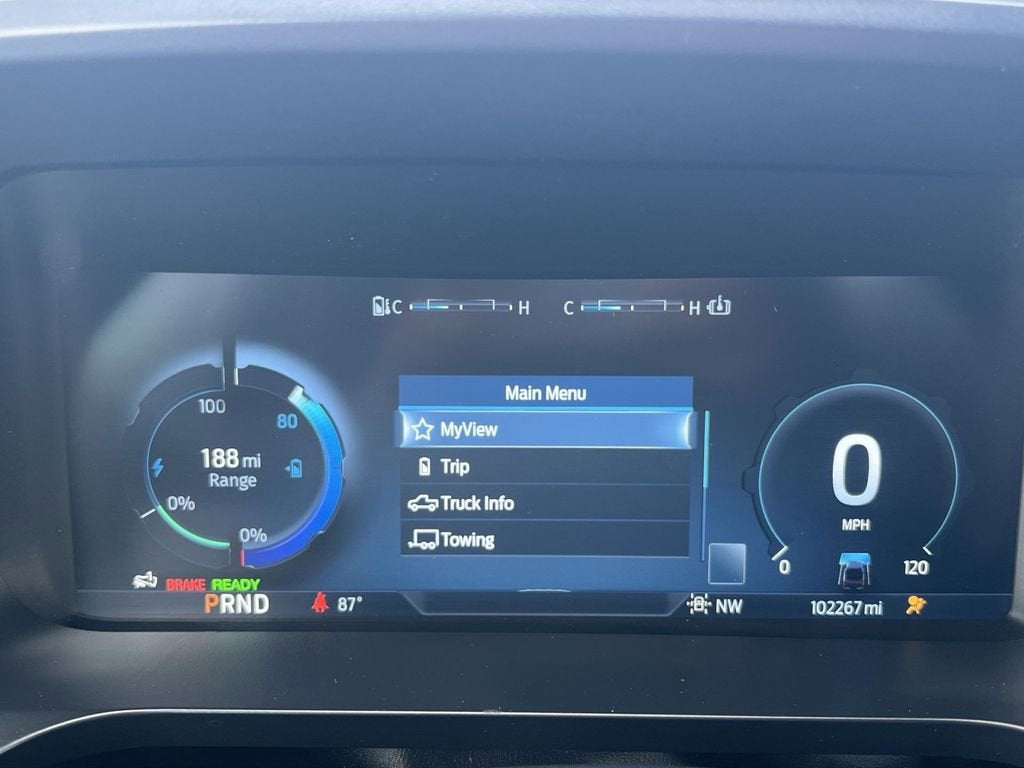 C H C H
Main Menu
MyView
Trip
Truck Info
Towing
100
80
188 mi
Range
0%
0%
0
MPH
0
120
BRAKE READY
PRND
87°
NW
102267 mi